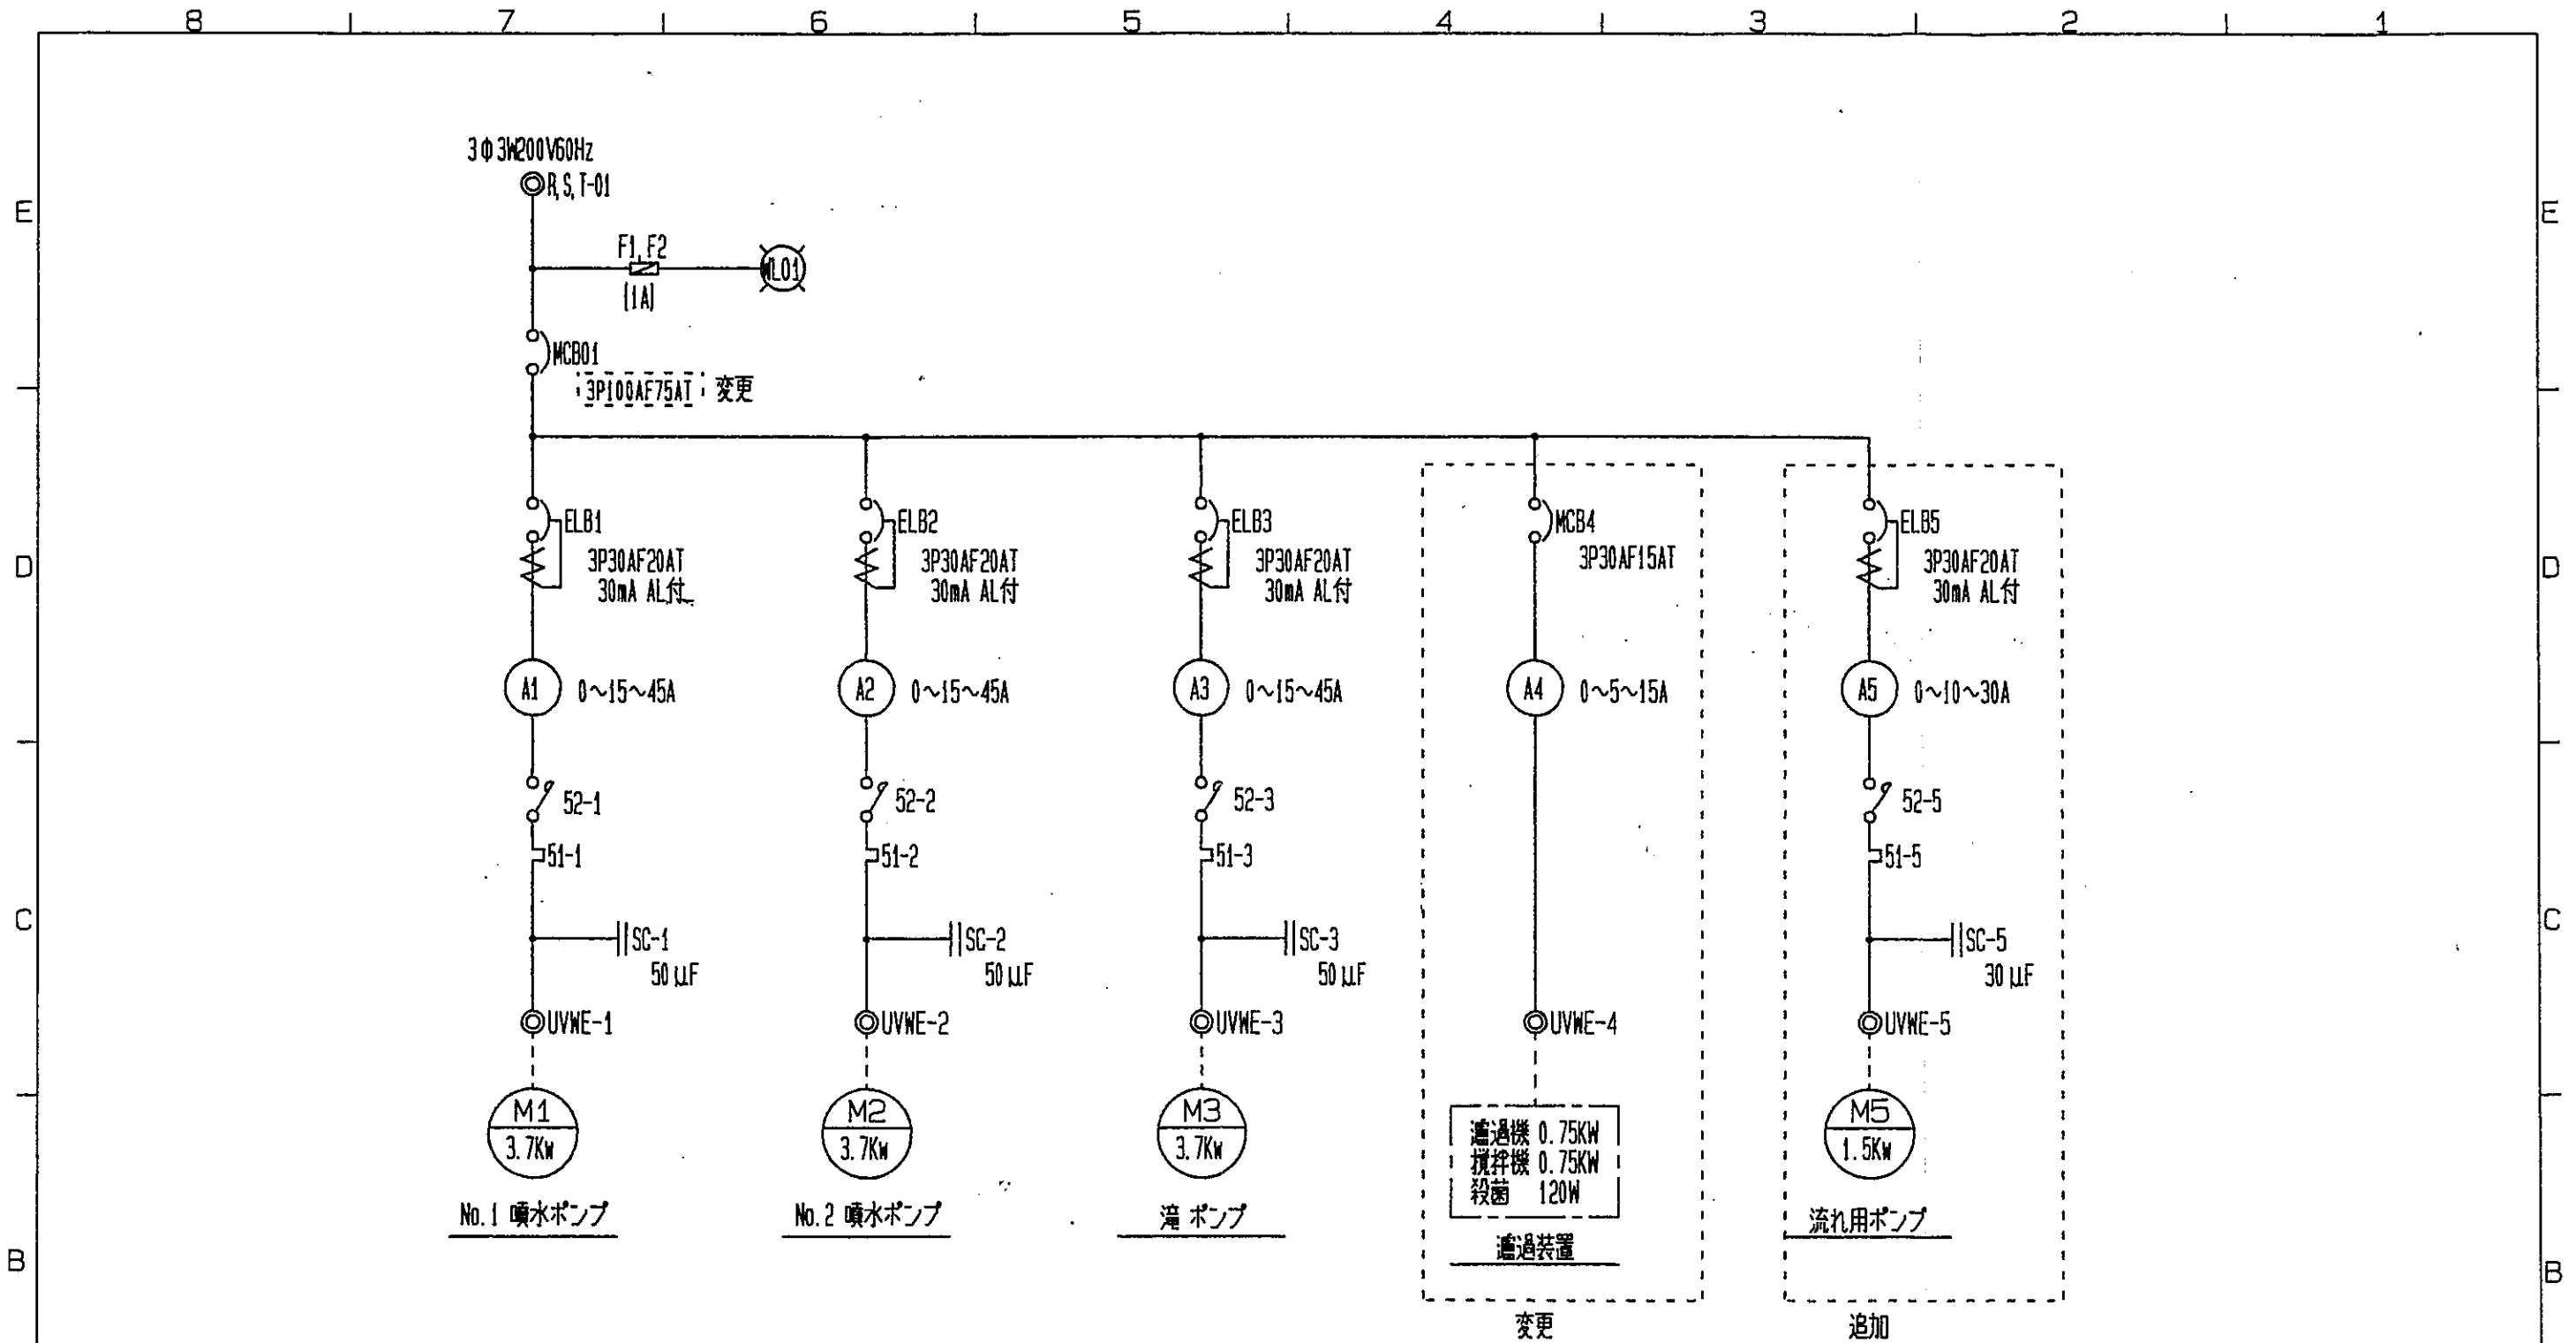 8 7 6 5 4 3 2 1
3Φ3W200V60Hz
R,S,T-01
E E
F1,F2
WL01
(1A)
MCB01
3P100AF75AT 変更
ELB1 ELB2 ELB3 MCB4 ELB5
3P30AF20AT 3P30AF20AT 3P30AF20AT 3P30AF15AT 3P30AF20AT
D D
30mA AL付 30mA AL付 30mA AL付 30mA AL付
A1 0～15～45A A2 0～15～45A A3 0～15～45A A4 0～5～15A A5 0～10～30A
52-1 52-2 52-3 52-5
51-1 51-2 51-3 51-5
C C
SC-1 SC-2 SC-3 SC-5
50μF 50μF 50μF 30μF
UVWE-1 UVWE-2 UVWE-3 UVWE-4 UVWE-5
M1 M2 M3 M5
3.7Kw 3.7Kw 3.7Kw 1.5Kw
濾過機 0.75KW
撹拌機 0.75KW
殺菌 120W
No.1 噴水ポンプ No.2 噴水ポンプ 滝 ポンプ 流れ用ポンプ
濾過装置
B B
変更 追加